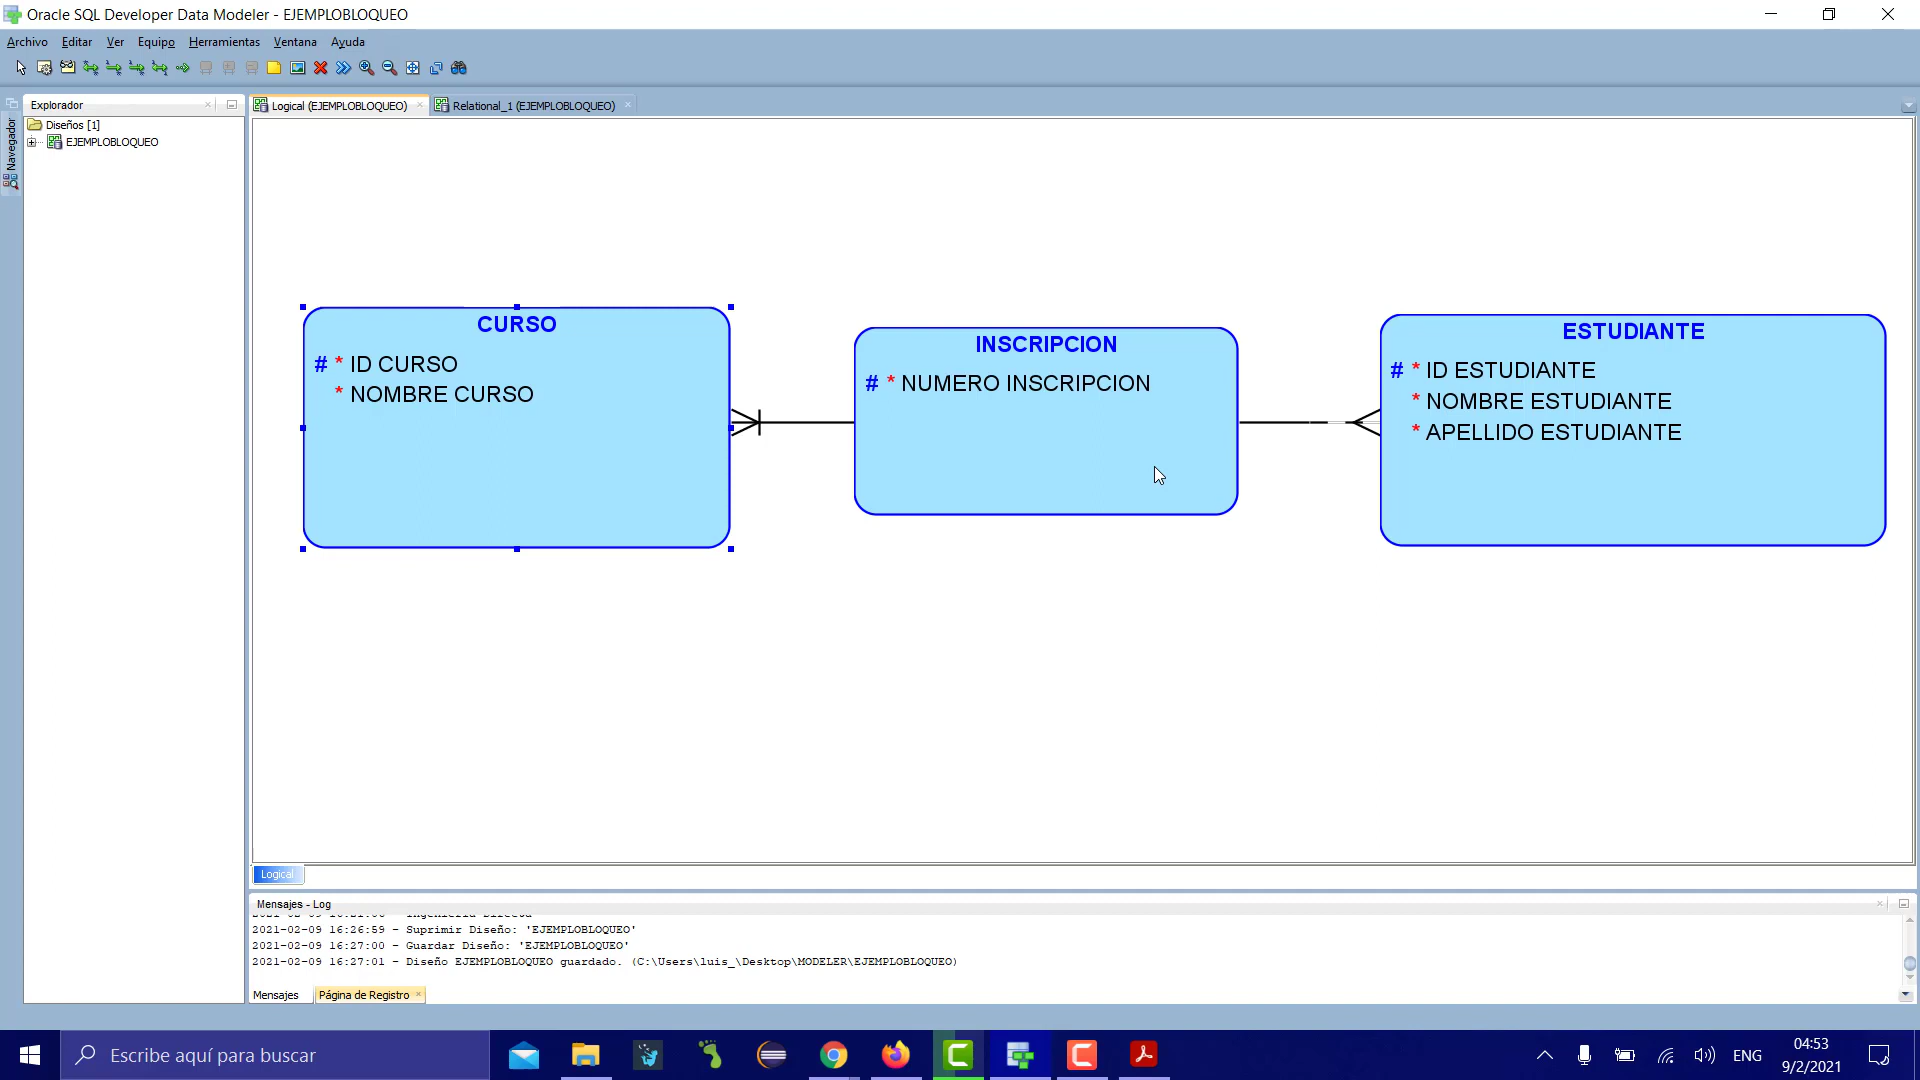 Oracle SQL Developer Data Modeler - EJEMPLOBLOQUEO
Archivo Editar Ver Equipo Herramientas Ventana Ayuda
Explorador
Logical (EJEMPLOBLOQUEO)
Relational_1 (EJEMPLOBLOQUEO)
Navegador
Diseños [1]
EJEMPLOBLOQUEO
CURSO
# * ID CURSO
* NOMBRE CURSO
INSCRIPCION
# * NUMERO INSCRIPCION
ESTUDIANTE
# * ID ESTUDIANTE
* NOMBRE ESTUDIANTE
* APELLIDO ESTUDIANTE
Logical
Mensajes - Log
2021-02-09 16:26:59 - Suprimir Diseño: 'EJEMPLOBLOQUEO'
2021-02-09 16:27:00 - Guardar Diseño: 'EJEMPLOBLOQUEO'
2021-02-09 16:27:01 - Diseño EJEMPLOBLOQUEO guardado. (C:\Users\luis_\Desktop\MODELER\EJEMPLOBLOQUEO)
Mensajes
Página de Registro
Escribe aquí para buscar
ENG
04:53
9/2/2021